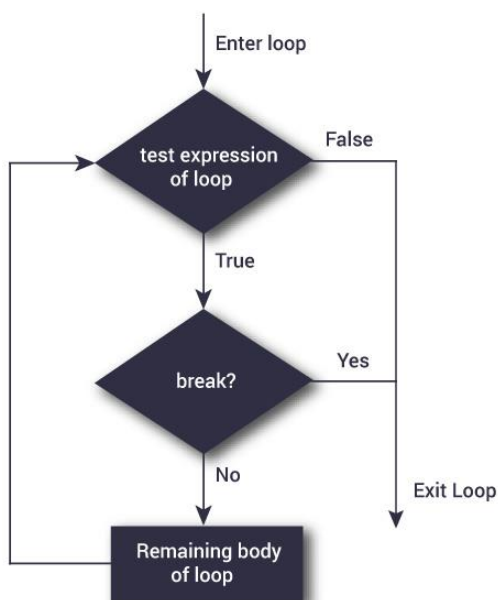 Enter loop
test expression
of loop
False
True
break?
Yes
No
Exit Loop
Remaining body
of loop